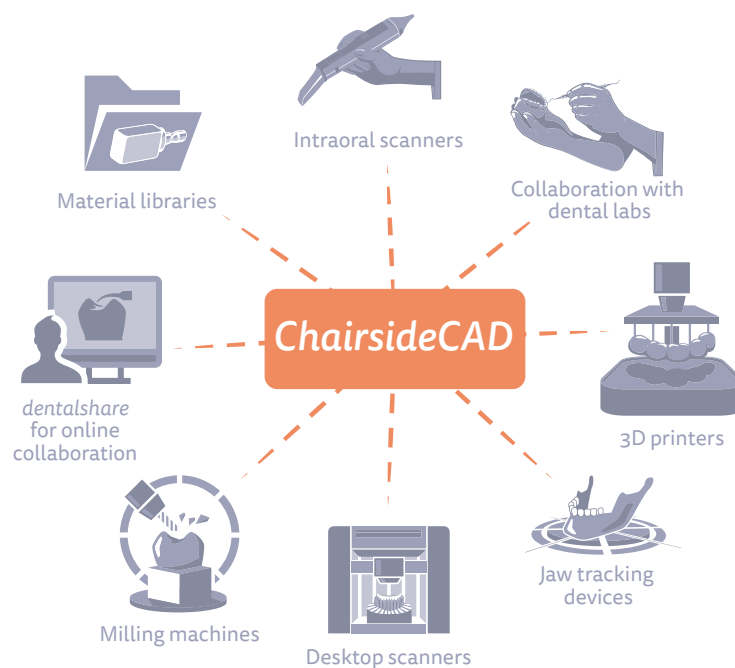 Intraoral scanners
Material libraries
Collaboration with
dental labs
ChairsideCAD
dentalshare
for online
collaboration
3D printers
Jaw tracking
devices
Milling machines
Desktop scanners